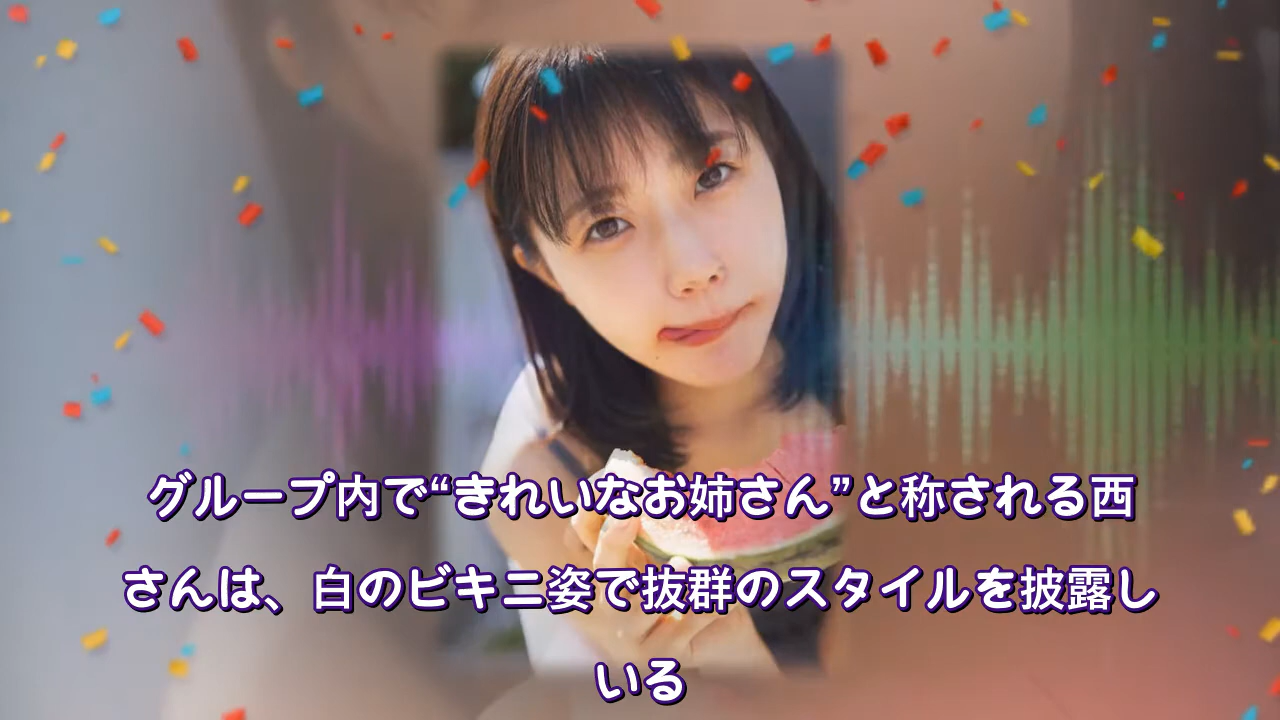 グループ内で“きれいなお姉さん”と称される西
さんは、白のビキニ姿で抜群のスタイルを披露し
いる